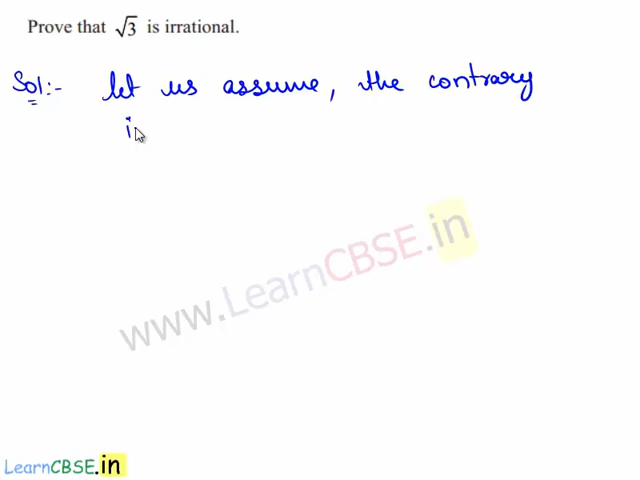 Prove that √3 is irrational.
Sol:- let us assume, the contrary
i
www.LearnCBSE.in
LearnCBSE.in